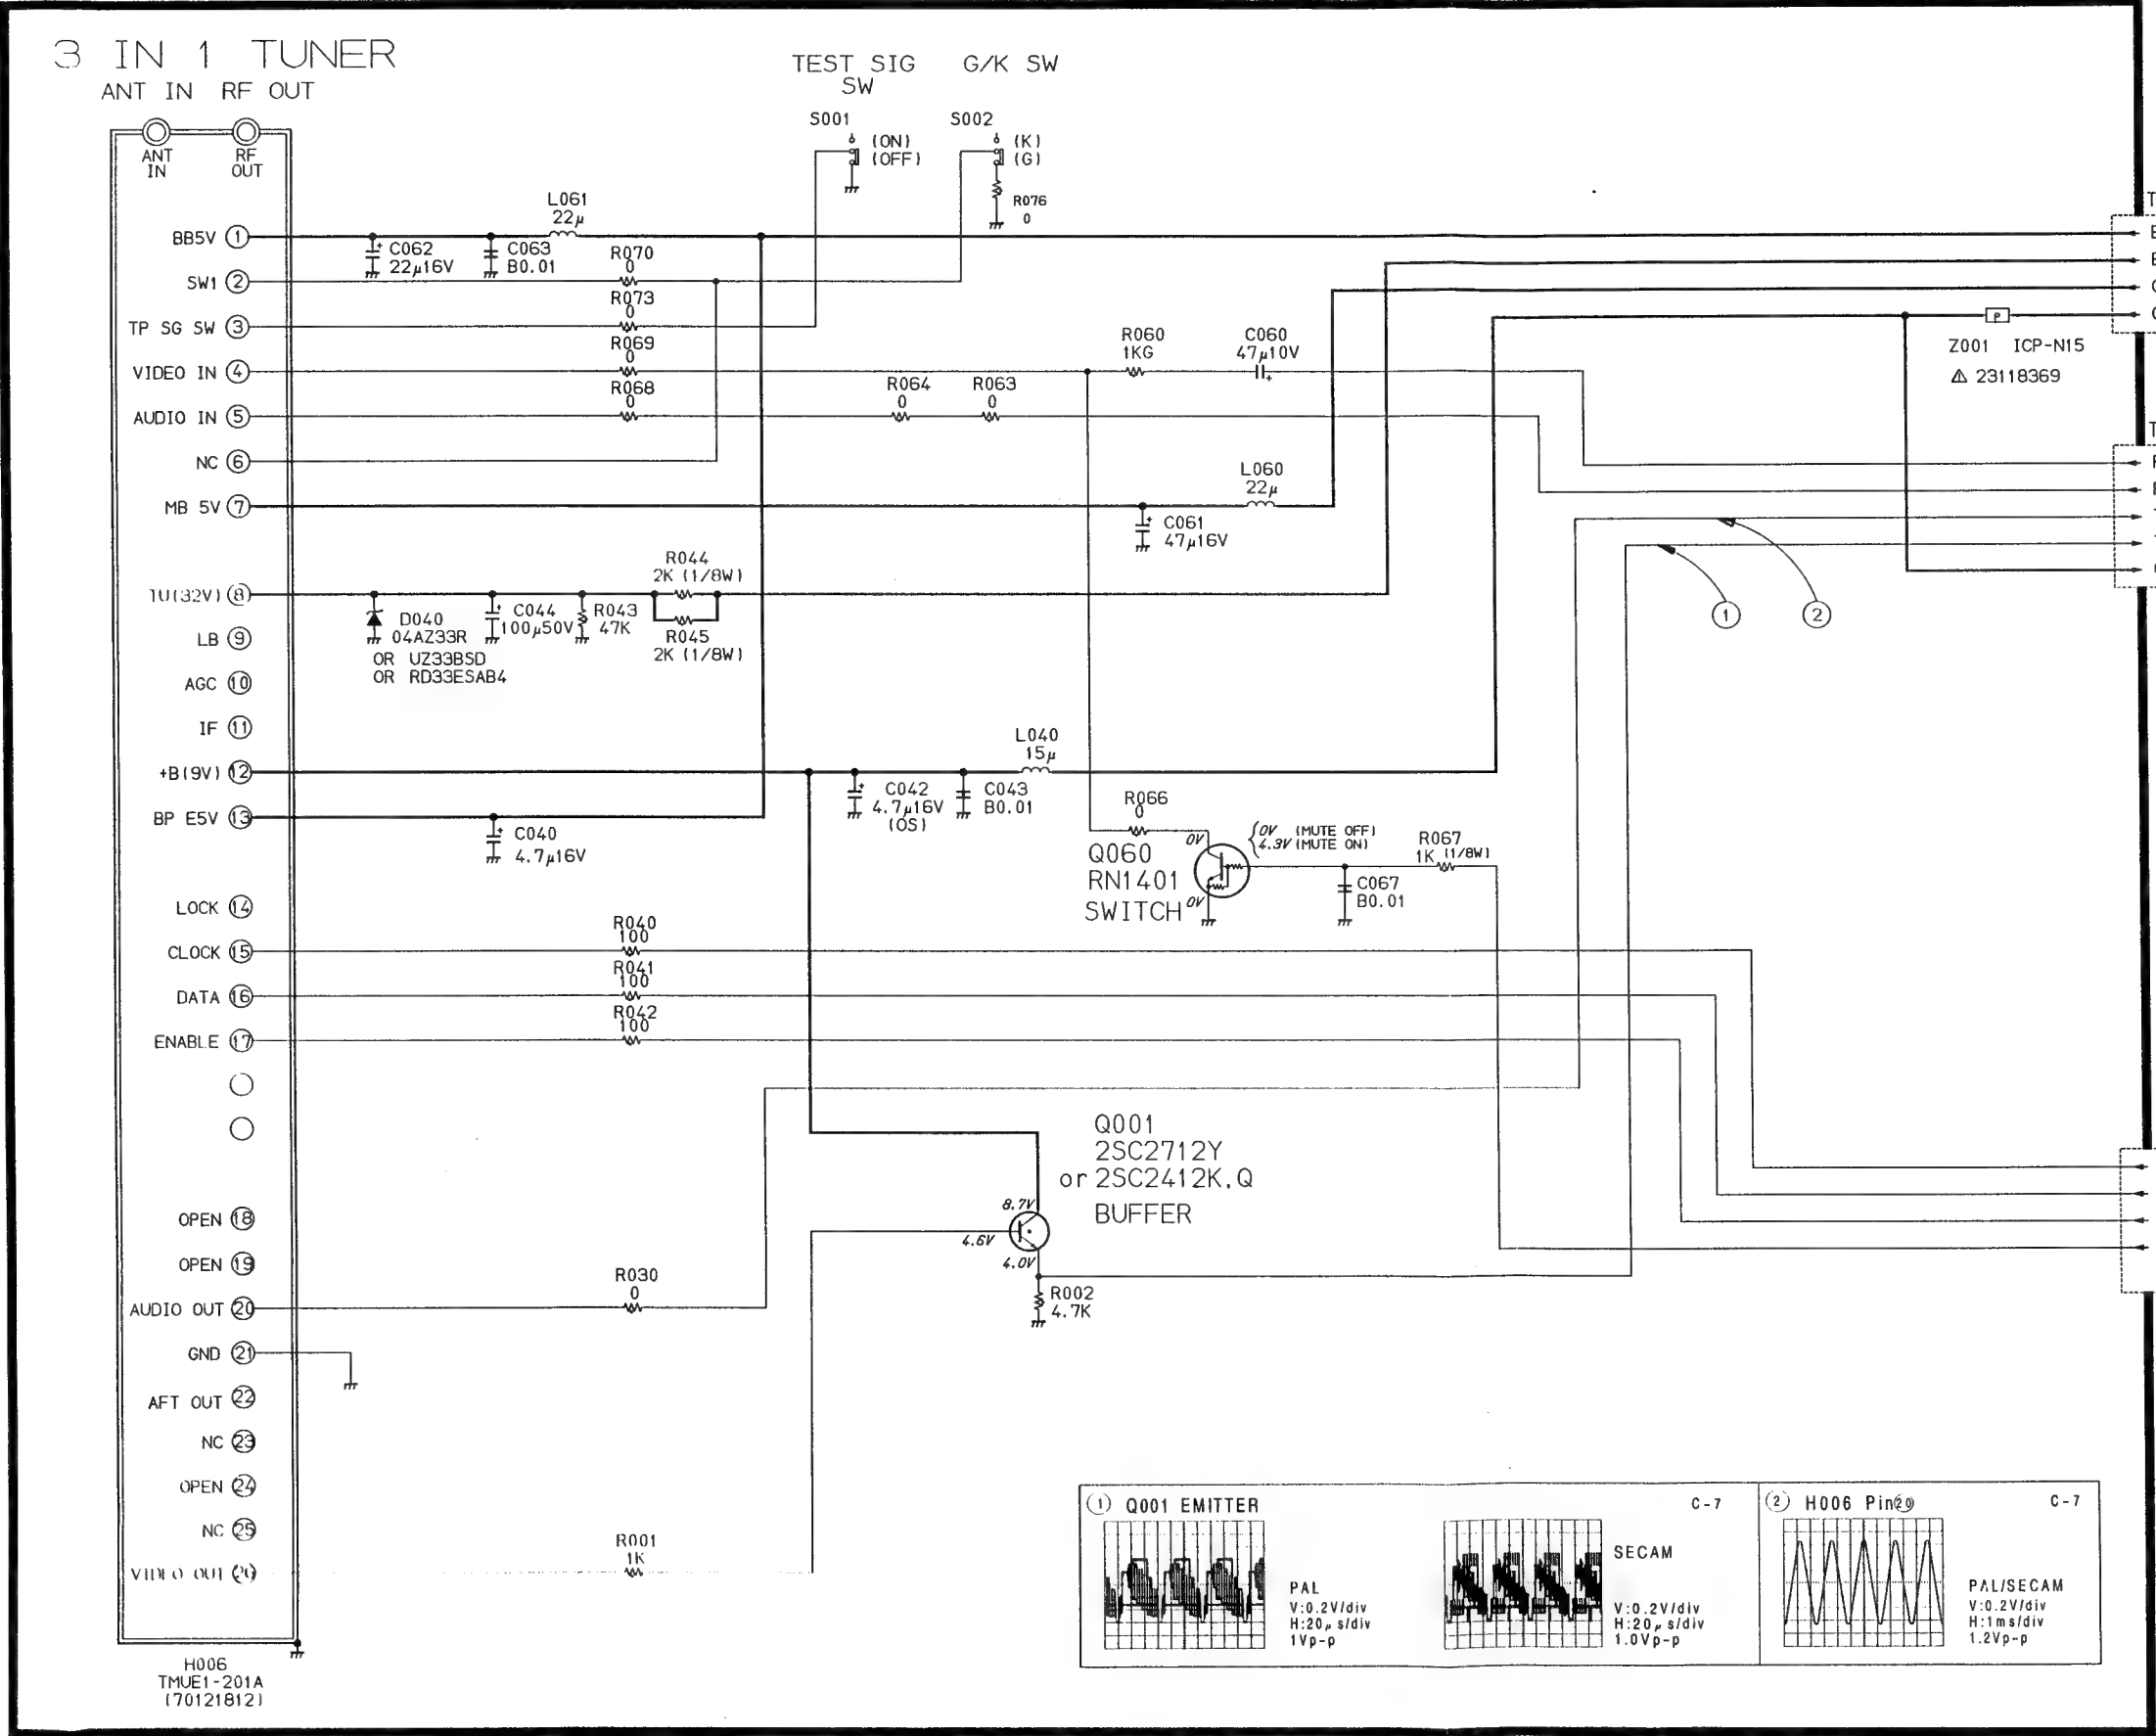 3 IN 1 TUNER
ANT IN RF OUT
TEST SIG
SW
G/K SW
S001
(ON)
(OFF)
S002
(K)
(G)
R076
0
ANT
IN
RF
OUT
BB5V 1
L061
22μ
C062
22μ16V
C063
B0.01
SW1 2
R070
0
TP SG SW 3
R073
0
VIDEO IN 4
R069
0
R060
1KG
C060
47μ10V
AUDIO IN 5
R068
0
R064
0
R063
0
Z001 ICP-N15
⚠ 23118369
P
NC 6
MB 5V 7
L060
22μ
C061
47μ16V
(32V) 8
D040
04AZ33R
OR UZ33BSD
OR RD33ESAB4
C044
100μ50V
R043
47K
R044
2K (1/8W)
R045
2K (1/8W)
1
2
LB 9
AGC 10
IF 11
+B(9V) 12
L040
15μ
C042
4.7μ16V
(OS)
C043
B0.01
BP E5V 13
C040
4.7μ16V
R066
0
0V
0V (MUTE OFF)
4.3V (MUTE ON)
R067
1K (1/8W)
Q060
RN1401
SWITCH
0V
C067
B0.01
LOCK 14
CLOCK 15
R040
100
DATA 16
R041
100
ENABLE 17
R042
100
Q001
2SC2712Y
or 2SC2412K,Q
BUFFER
8.7V
4.6V
4.0V
R002
4.7K
OPEN 18
OPEN 19
AUDIO OUT 20
R030
0
GND 21
AFT OUT 22
NC 23
OPEN 24
NC 25
VIDEO OUT 26
R001
1K
H006
TMUE1-201A
(70121812)
1 Q001 EMITTER C-7
PAL
V:0.2V/div
H:20μs/div
1Vp-p
SECAM
V:0.2V/div
H:20μs/div
1.0Vp-p
2 H006 Pin20 C-7
PAL/SECAM
V:0.2V/div
H:1ms/div
1.2Vp-p